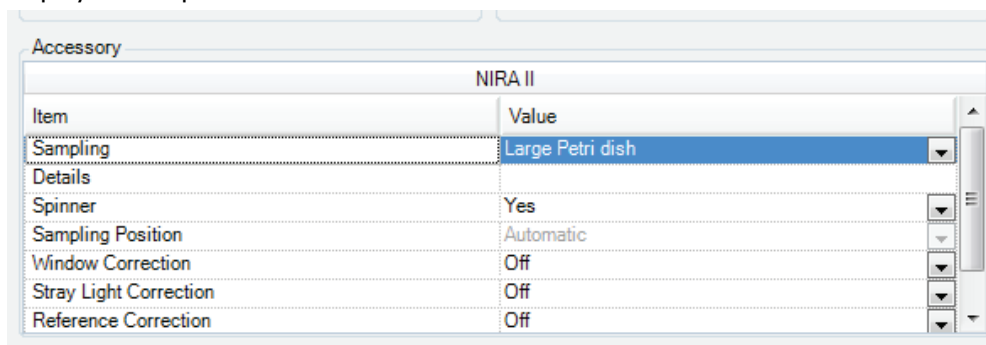 Accessory
NIRA II
Item Value
Sampling Large Petri dish
Details
Spinner Yes
Sampling Position Automatic
Window Correction Off
Stray Light Correction Off
Reference Correction Off